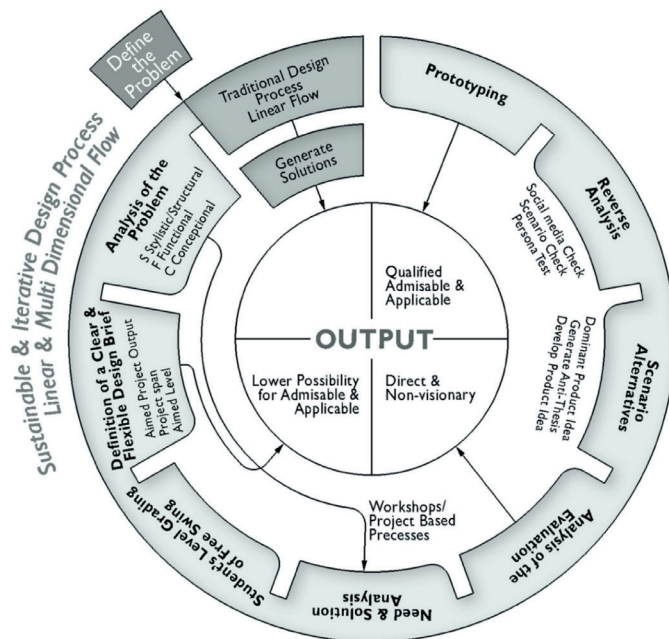 Define
the
Problem
Traditional Design
Process
Linear Flow
Generate
Solutions
Prototyping
Reverse
Analysis
Social media Check
Scenario Check
Persona Test
Scenario
Alternatives
Dominant Product Idea
Generate Anti-Thesis
Develop Product Idea
Analysis of the
Evaluation
Need & Solution
Analysis
Workshops/
Project Based
Precesses
Student's Level Grading
of Free Swing
Definition of a Clear &
Flexible Design Brief
Aimed Project Output
Project span
Aimed Level
Analysis of the
Problem
S Stylistic/Structural
F Functional
C Conceptional
Sustainable & Iterative Design Process
Linear & Multi Dimensional Flow
Qualified
Admisable &
Applicable
OUTPUT
Lower Possibility
for Admisable &
Applicable
Direct &
Non-visionary